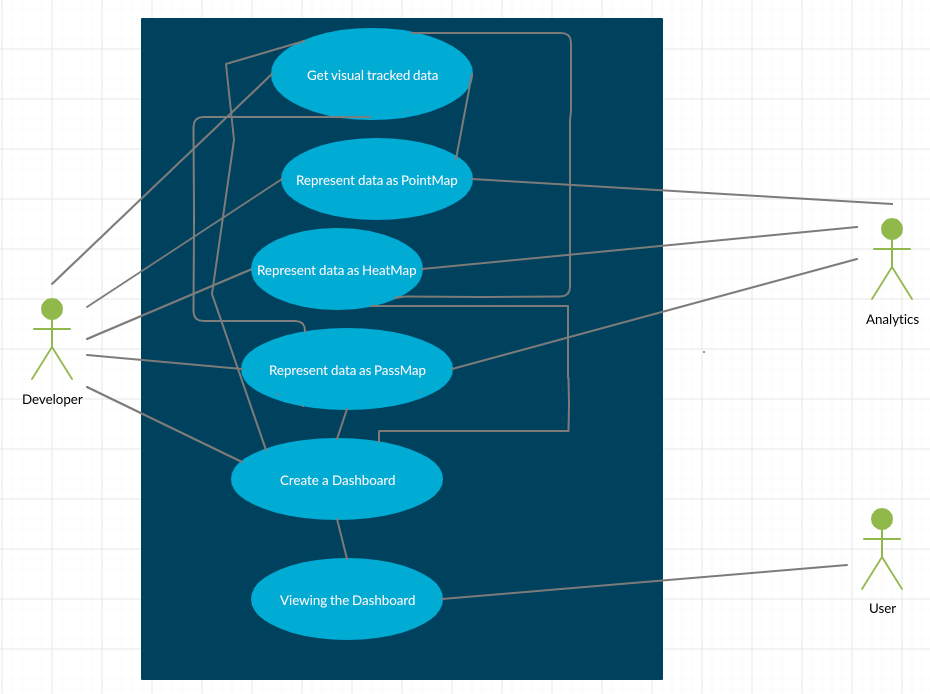 Get visual tracked data
Represent data as PointMap
Represent data as HeatMap
Analytics
Represent data as PassMap
Developer
Create a Dashboard
Viewing the Dashboard
User